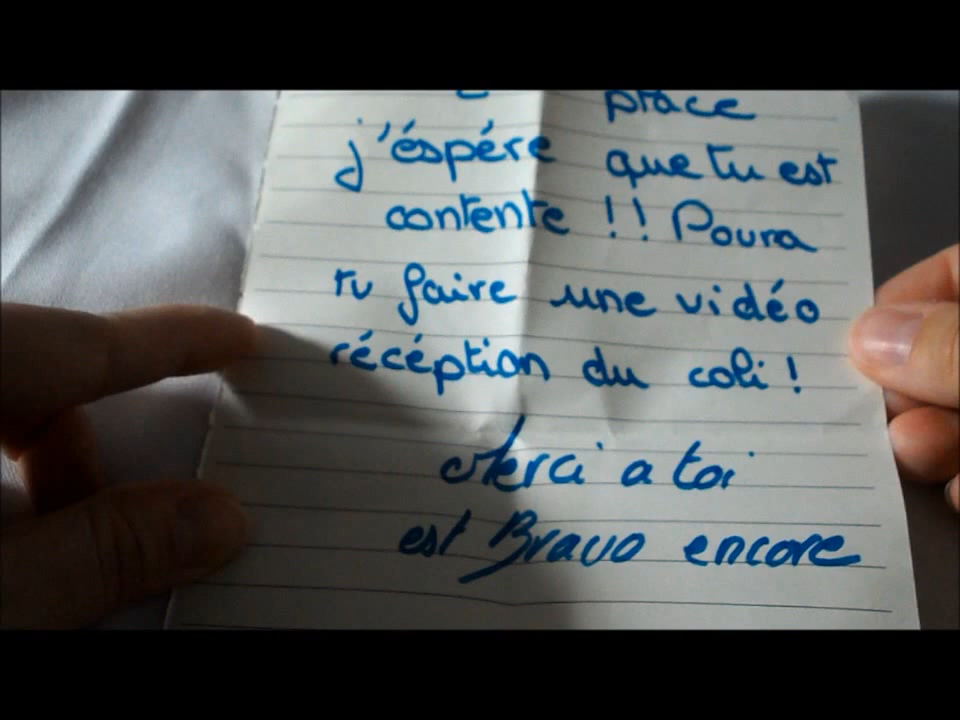 place
j'éspére que tu est
contente !! Poura
tu faire une vidéo
récéption du coli !
Merci a toi
est Bravo encore